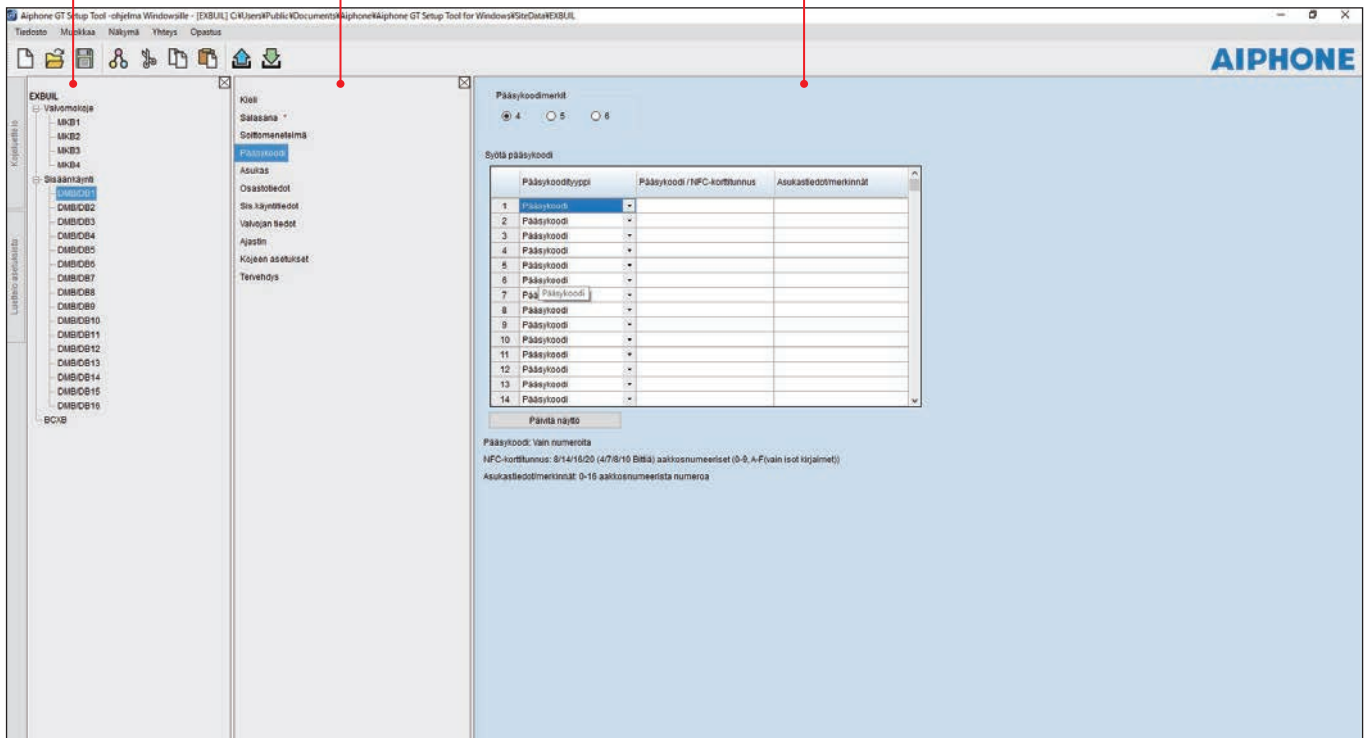 Aiphone GT Setup Tool -ohjelma Windowsille - [EXBUIL] C:¥Users¥Public¥Documents¥Aiphone¥Aiphone GT Setup Tool for Windows¥SiteData¥EXBUIL
Tiedosto Muokkaa Näkymä Yhteys Opastus
AIPHONE
Kojeluettelo
Luettelo asetuksista
EXBUIL
Valvomokoje
MKB1
MKB2
MKB3
MKB4
Sisäänkäynti
DMB/DB1
DMB/DB2
DMB/DB3
DMB/DB4
DMB/DB5
DMB/DB6
DMB/DB7
DMB/DB8
DMB/DB9
DMB/DB10
DMB/DB11
DMB/DB12
DMB/DB13
DMB/DB14
DMB/DB15
DMB/DB16
BCXB
Kieli
Salasana *
Soittomenetelmä
Pääsykoodi
Asukas
Osastotiedot
Sis.käyntitiedot
Valvojan tiedot
Ajastin
Kojeen asetukset
Tervehdys
Pääsykoodimerkit
4 5 6
Syötä pääsykoodi
Pääsykoodityyppi Pääsykoodi / NFC-korttitunnus Asukastiedot/merkinnät
1 Pääsykoodi
2 Pääsykoodi
3 Pääsykoodi
4 Pääsykoodi
5 Pääsykoodi
6 Pääsykoodi
7 Pää Pääsykoodi
8 Pääsykoodi
9 Pääsykoodi
10 Pääsykoodi
11 Pääsykoodi
12 Pääsykoodi
13 Pääsykoodi
14 Pääsykoodi
Päivitä näyttö
Pääsykoodi: Vain numeroita
NFC-korttitunnus: 8/14/16/20 (4/7/8/10 Bittiä) aakkosnumeeriset (0-9, A-F(vain isot kirjaimet))
Asukastiedot/merkinnät: 0-16 aakkosnumeerista numeroa